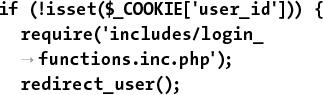 if (!isset($_COOKIE['user_id'])) {
require('includes/login_
→functions.inc.php');
redirect_user();